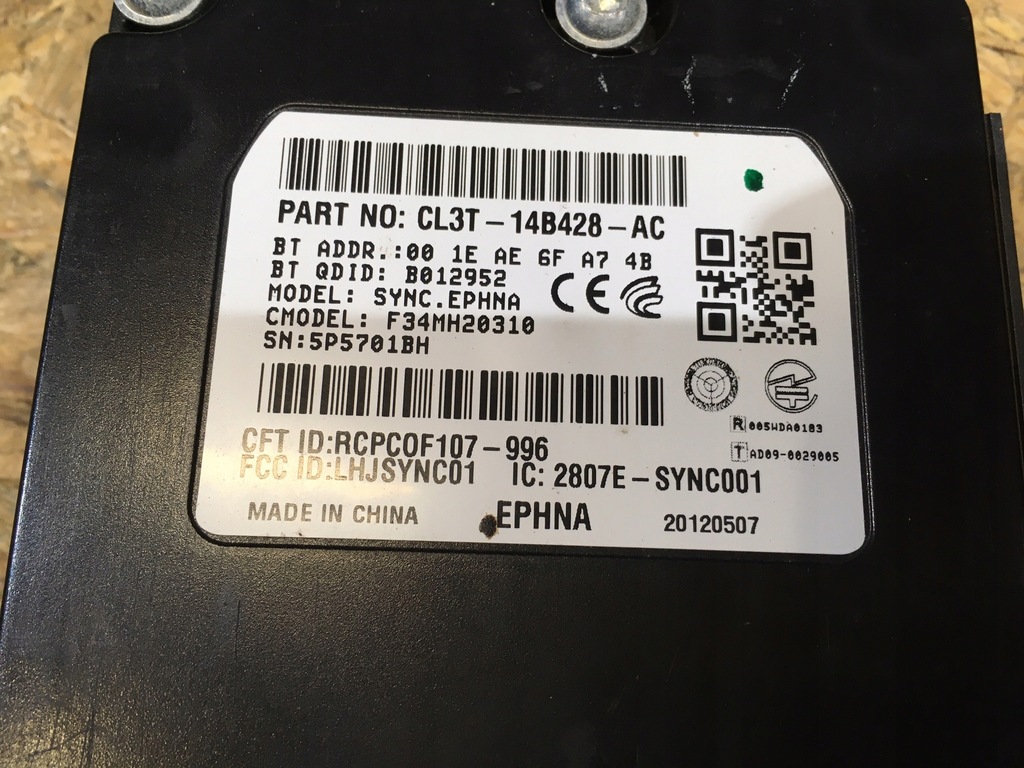 PART NO: CL3T-14B428-AC
BT ADDR.:00 1E AE 6F A7 4B
BT QDID: B012952
MODEL: SYNC.EPHNA
CE
CMODEL: F34MH20310
SN:5P5701BH
R 005WDA0183
T AD09-0029005
CFT ID:RCPCOF107-996
FCC ID:LHJSYNC01 IC: 2807E-SYNC001
MADE IN CHINA EPHNA 20120507